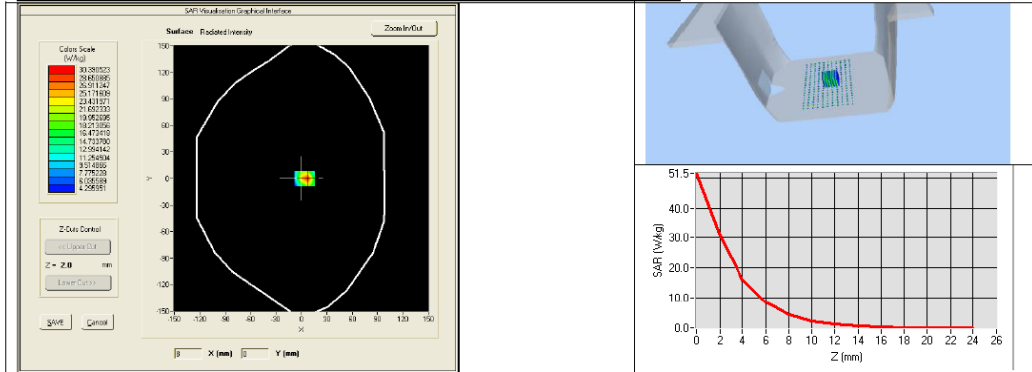 SAR Visualisation Graphical Interface
Surface Radiated Intensity
Zoom In/Out
Colors Scale
(W/kg)
30.390523
28.650885
26.911247
25.171609
23.431971
21.692333
19.952695
18.213056
16.473418
14.733780
12.994142
11.254504
9.514866
7.775228
6.035589
4.295951
150
120
90
60
30
0
-30
-60
-90
-120
-150
Y
-150 -120 -90 -60 -30 0 30 60 90 120 150
X
Z-Cuts Control
<< Upper Cut
Z = 2.0 mm
Lower Cut >>
SAVE
Cancel
8 X (mm) 0 Y (mm)
51.5
40.0
30.0
20.0
10.0
0.0
SAR (W/kg)
0 2 4 6 8 10 12 14 16 18 20 22 24 26
Z (mm)